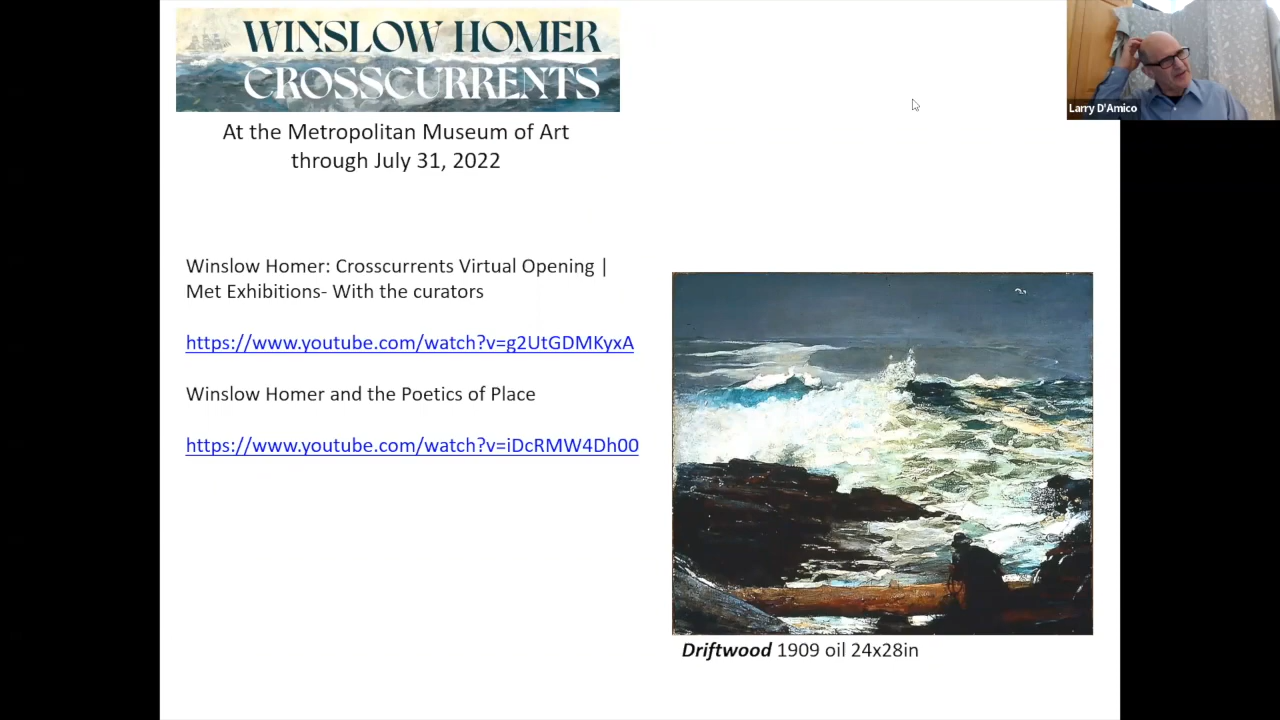 WINSLOW HOMER
CROSSCURRENTS
At the Metropolitan Museum of Art
through July 31, 2022
Larry D'Amico
Winslow Homer: Crosscurrents Virtual Opening |
Met Exhibitions- With the curators
https://www.youtube.com/watch?v=g2UtGDMKyxA
Winslow Homer and the Poetics of Place
https://www.youtube.com/watch?v=iDcRMW4Dh00
Driftwood 1909 oil 24x28in